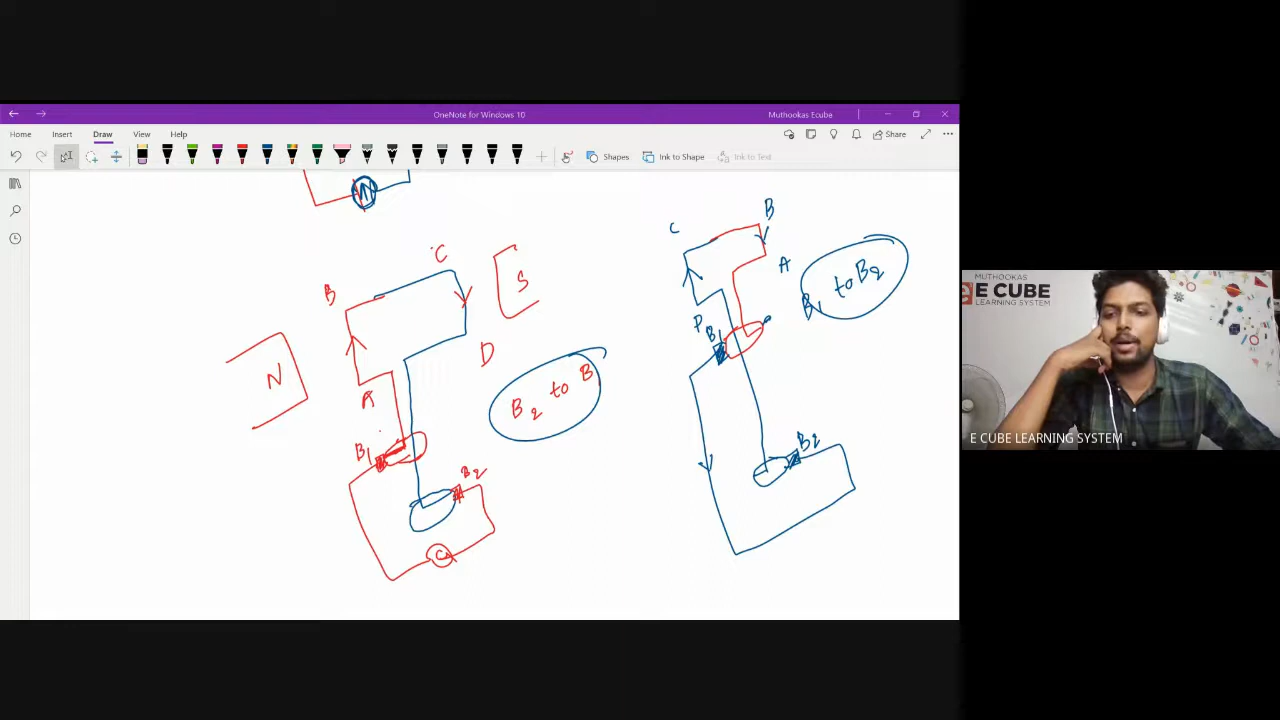 OneNote for Windows 10
Muthookas Ecube
Home Insert Draw View Help
Share
Shapes
Ink to Shape
Ink to Text
B
C
C
B
S
A
B1 to B2
N
B
D
P
B1
A
B2 to B
B1
B2
B2
G
MUTHOOKAS
E CUBE
LEARNING SYSTEM
E CUBE LEARNING SYSTEM